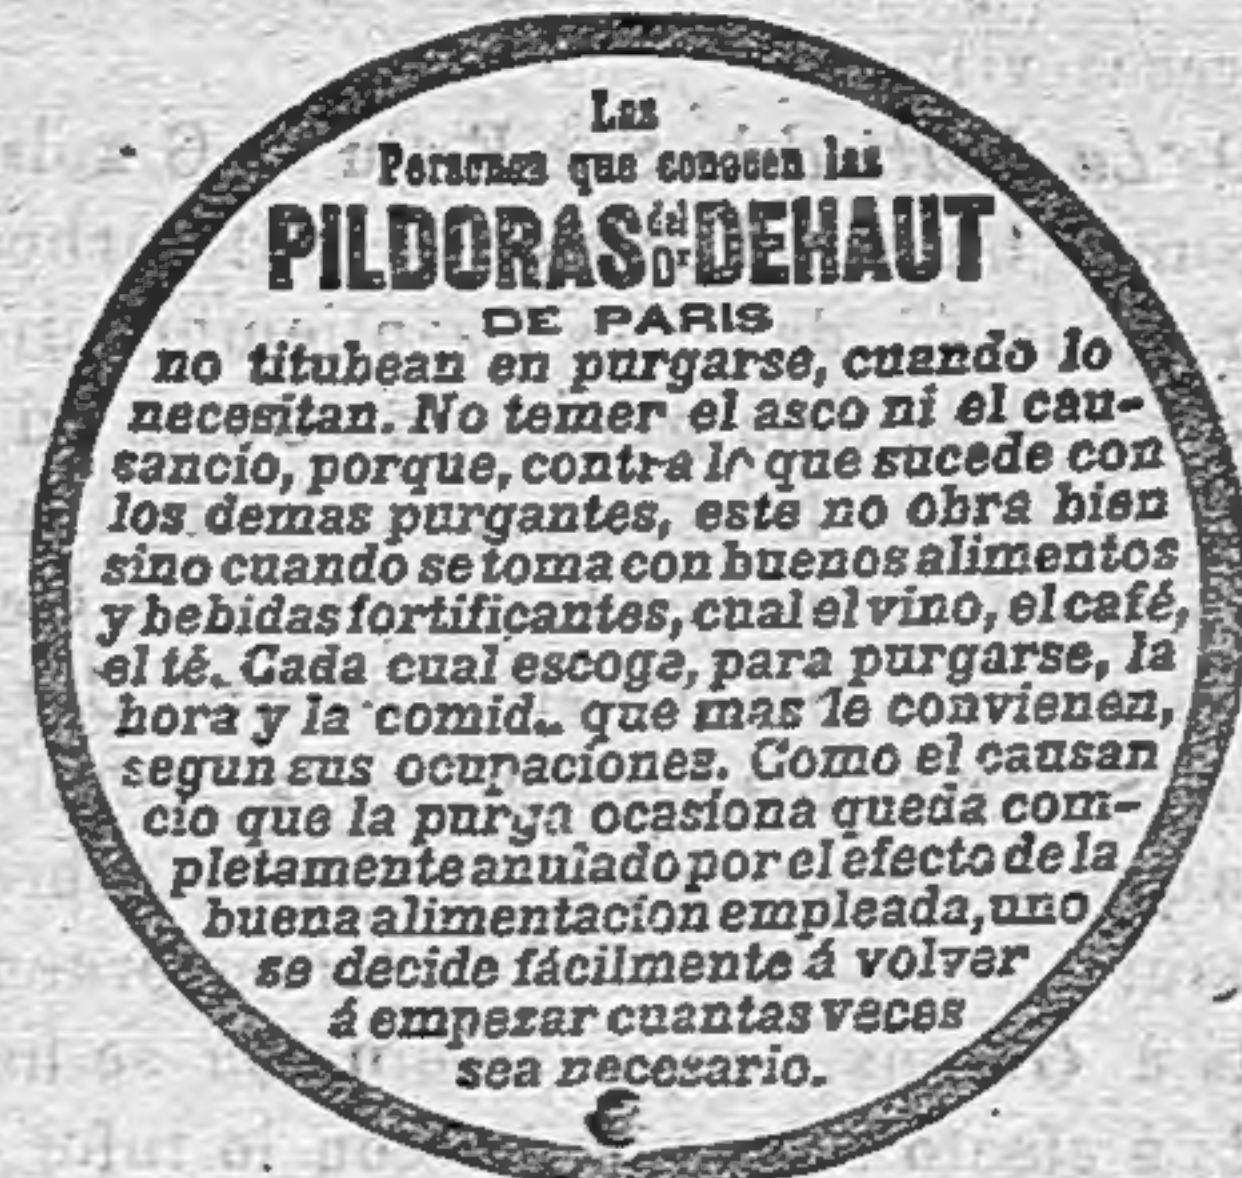 Las
Personas que conocen las
PILDORAS del Dr DEHAUT
DE PARIS
no titubean en purgarse, cuando lo
necesitan. No temer el asco ni el cau-
sancio, porque, contra lo que sucede con
los demas purgantes, este no obra bien
sino cuando se toma con buenos alimentos
y bebidas fortificantes, cual el vino, el café,
el té. Cada cual escoge, para purgarse, la
hora y la comid. que mas le convienen,
segun sus ocupaciones. Como el causan
cio que la purga ocasiona queda com-
pletamente anulado por el efecto de la
buena alimentacion empleada, uno
se decide fácilmente á volver
á empezar cuantas veces
sea necesario.